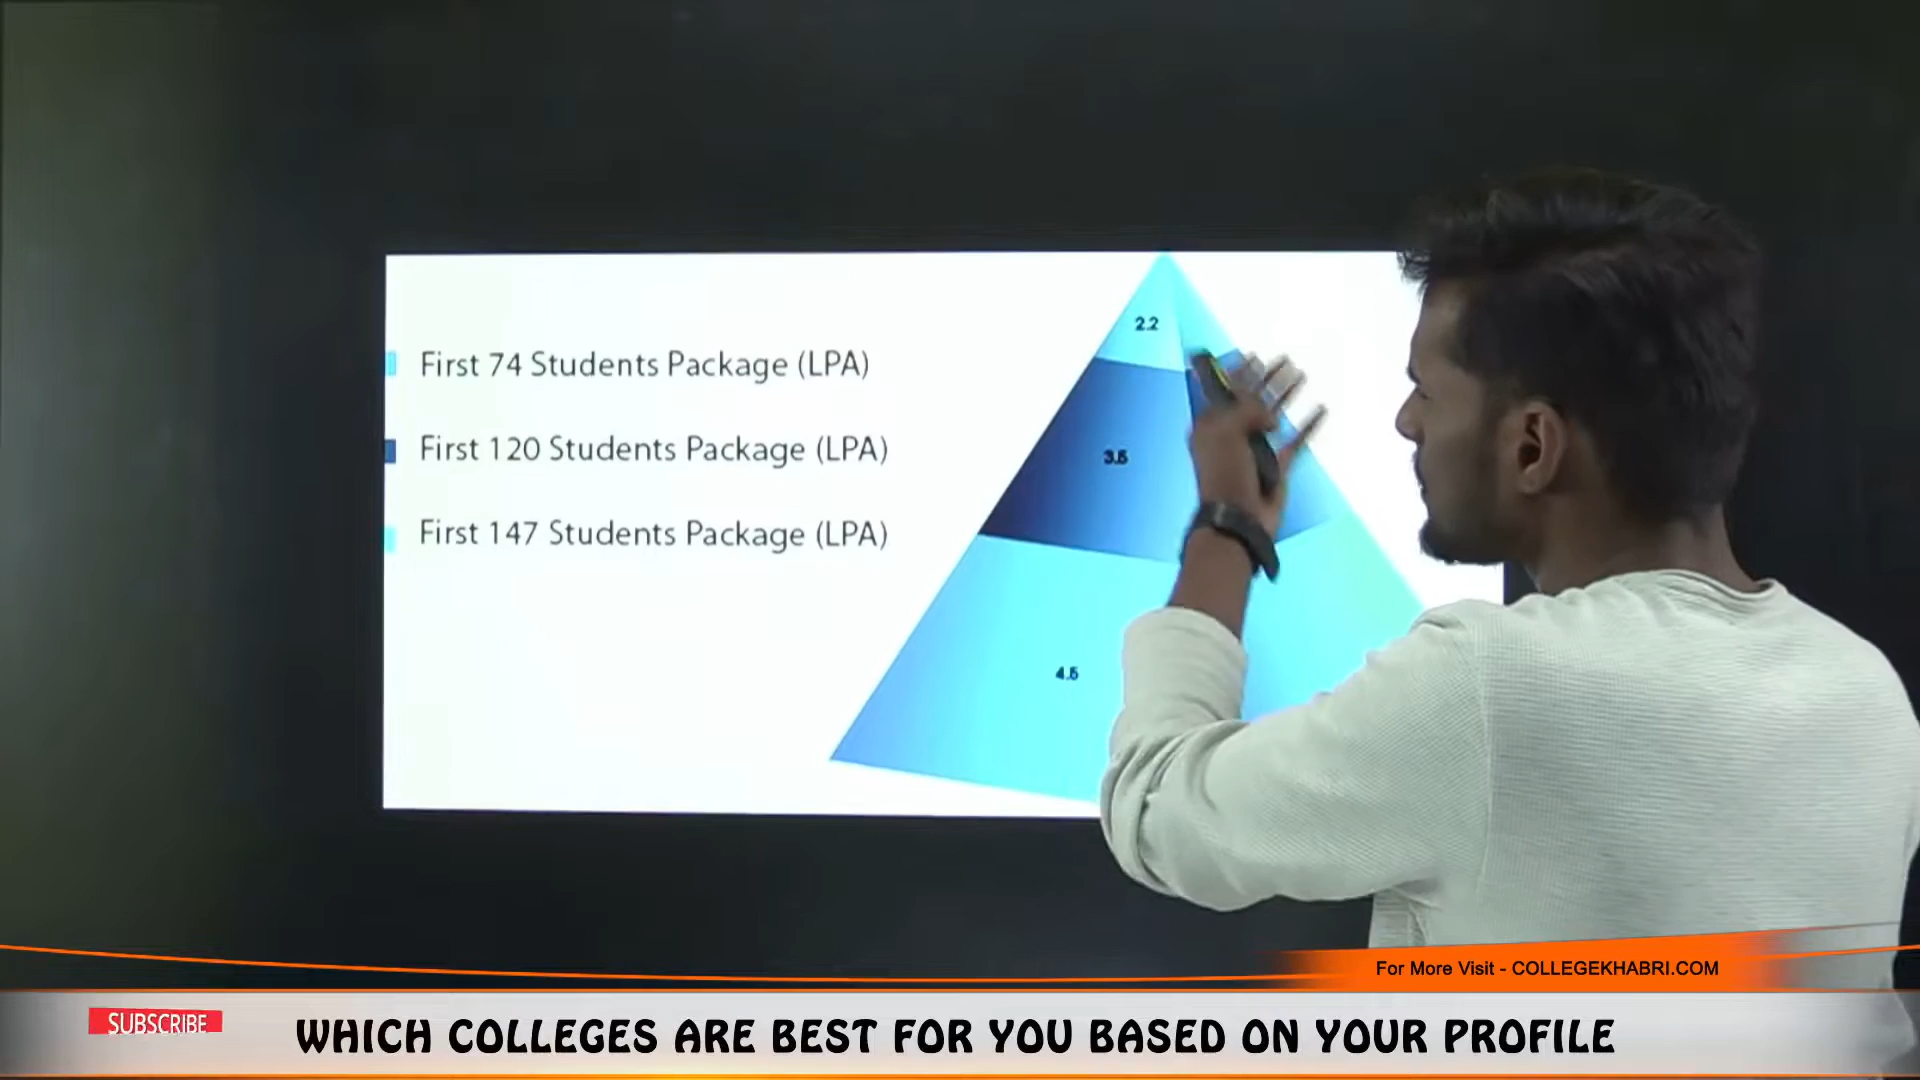 First 74 Students Package (LPA)
First 120 Students Package (LPA)
First 147 Students Package (LPA)
2.2
3.5
4.5
For More Visit - COLLEGEKHABRI.COM
SUBSCRIBE
WHICH COLLEGES ARE BEST FOR YOU BASED ON YOUR PROFILE